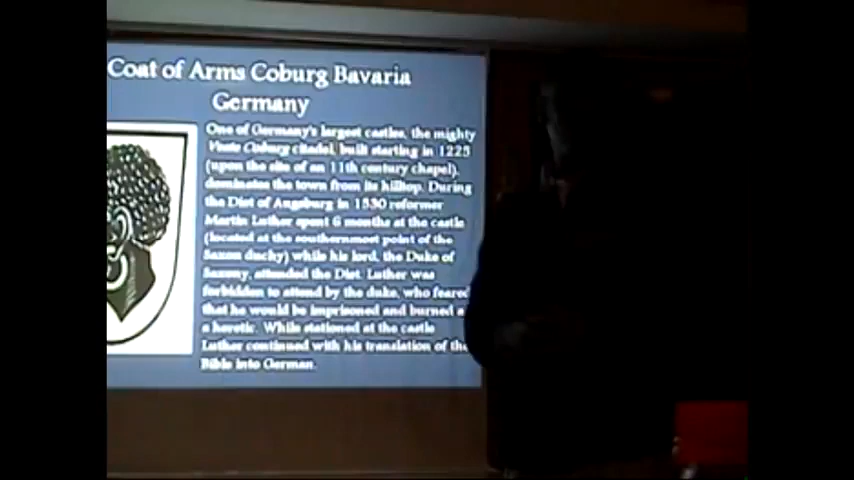 Coat of Arms Coburg Bavaria
Germany
One of Germany's largest castles, the mighty
Veste Coburg citadel, built starting in 1225
(upon the site of an 11th century chapel),
dominates the town from its hilltop. During
the Diet of Augsburg in 1530 reformer
Martin Luther spent 6 months at the castle
(located at the southernmost point of the
Saxon duchy) while his lord, the Duke of
Saxony, attended the Diet. Luther was
forbidden to attend by the duke, who feared
that he would be imprisoned and burned a
a heretic. While stationed at the castle
Luther continued with his translation of the
Bible into German.